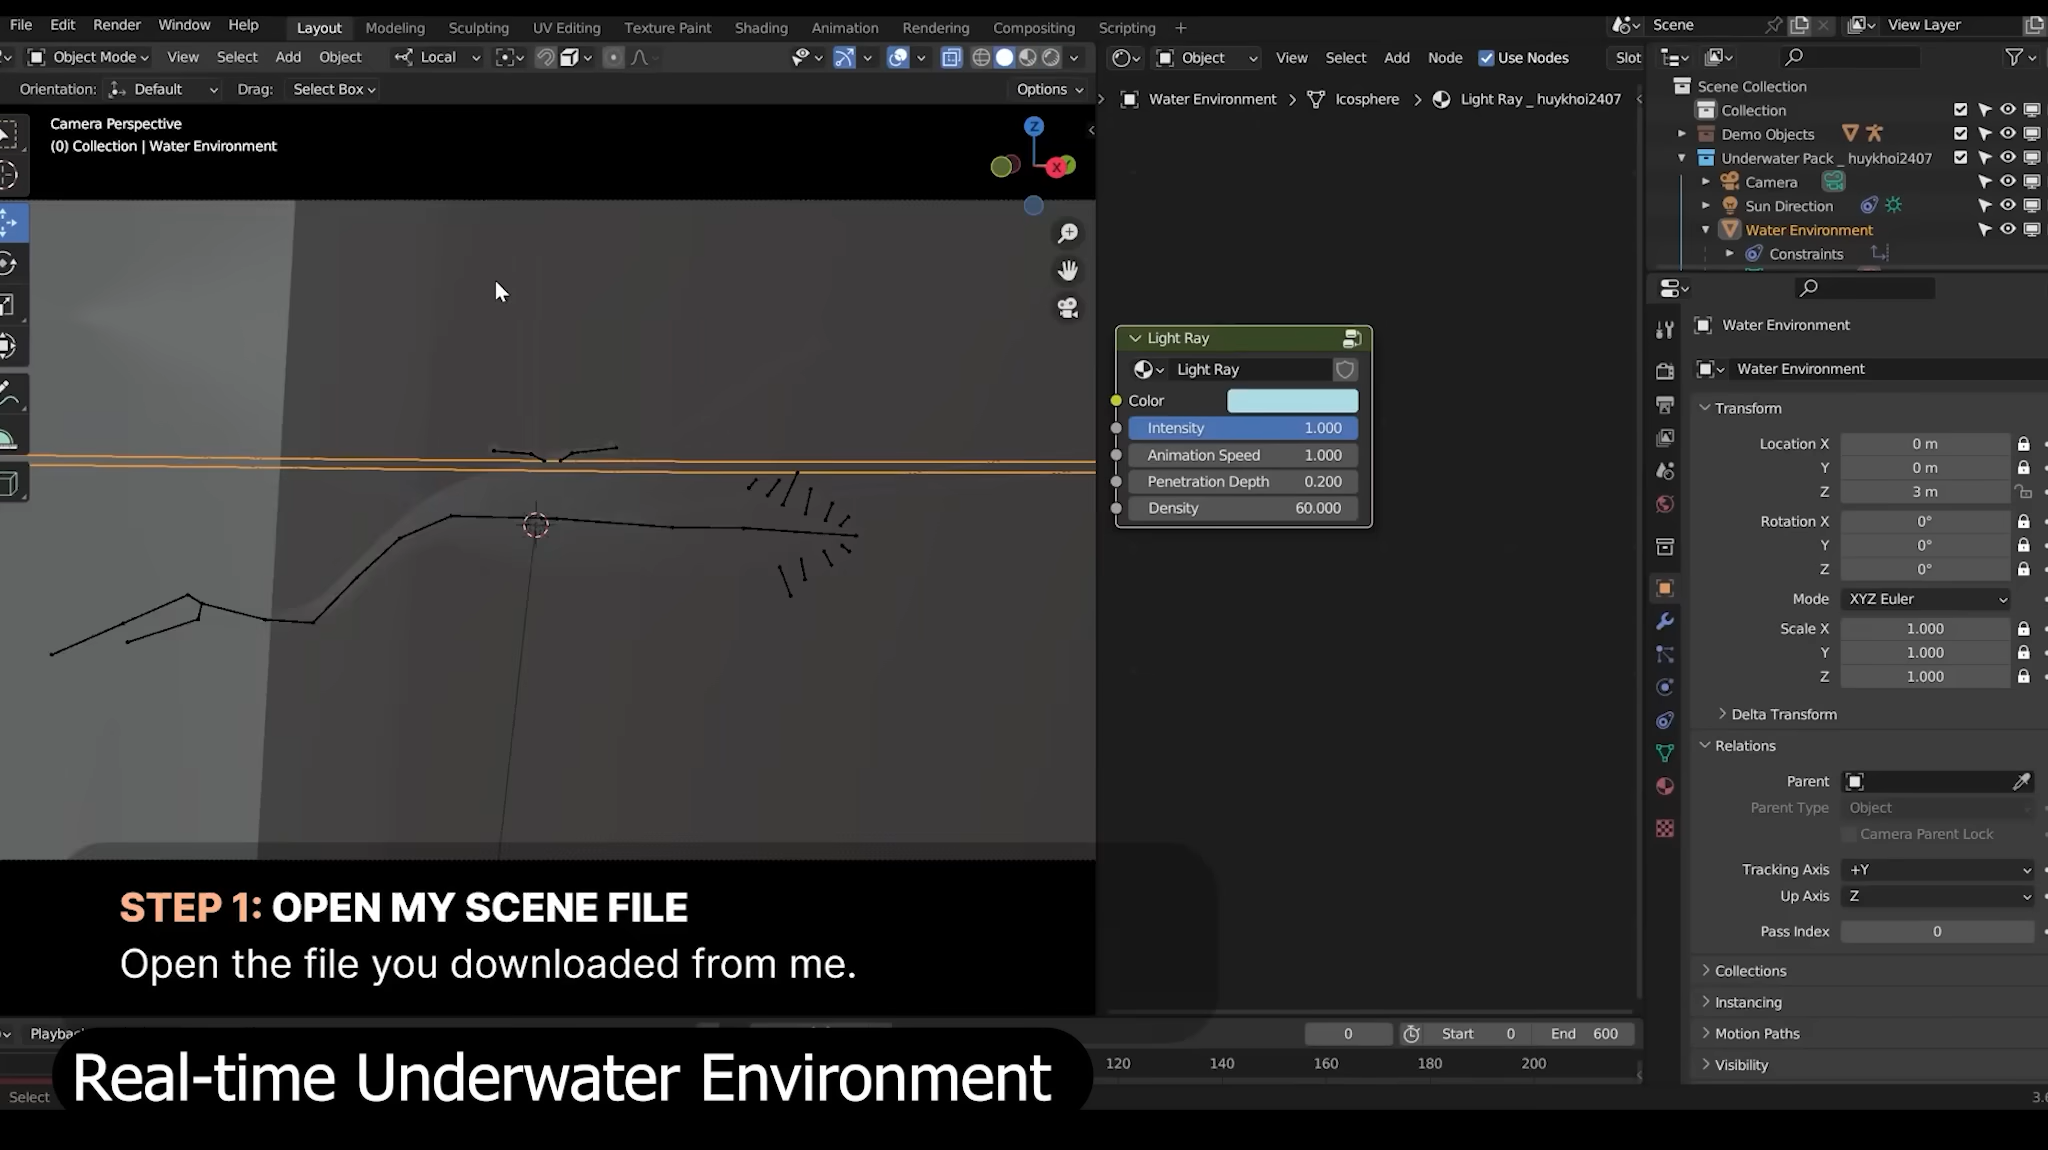 File Edit Render Window Help Layout Modeling Sculpting UV Editing Texture Paint Shading Animation Rendering Compositing Scripting + Scene View Layer
Object Mode View Select Add Object Local Object View Select Add Node Use Nodes Slot
Orientation: Default Drag: Select Box Options
Water Environment > Icosphere > Light Ray _ huykhoi2407
Camera Perspective
(0) Collection | Water Environment
Z
X
Y
Light Ray
Light Ray
Color
Intensity 1.000
Animation Speed 1.000
Penetration Depth 0.200
Density 60.000
Scene Collection
Collection
Demo Objects
Underwater Pack _ huykhoi2407
Camera
Sun Direction
Water Environment
Constraints
Water Environment
Water Environment
Transform
Location X 0 m
Y 0 m
Z 3 m
Rotation X 0°
Y 0°
Z 0°
Mode XYZ Euler
Scale X 1.000
Y 1.000
Z 1.000
Delta Transform
Relations
Parent
Parent Type Object
Camera Parent Lock
Tracking Axis +Y
Up Axis Z
Pass Index 0
Collections
Instancing
Motion Paths
Visibility
STEP 1: OPEN MY SCENE FILE
Open the file you downloaded from me.
0 Start 0 End 600
120 140 160 180 200
Real-time Underwater Environment
Select